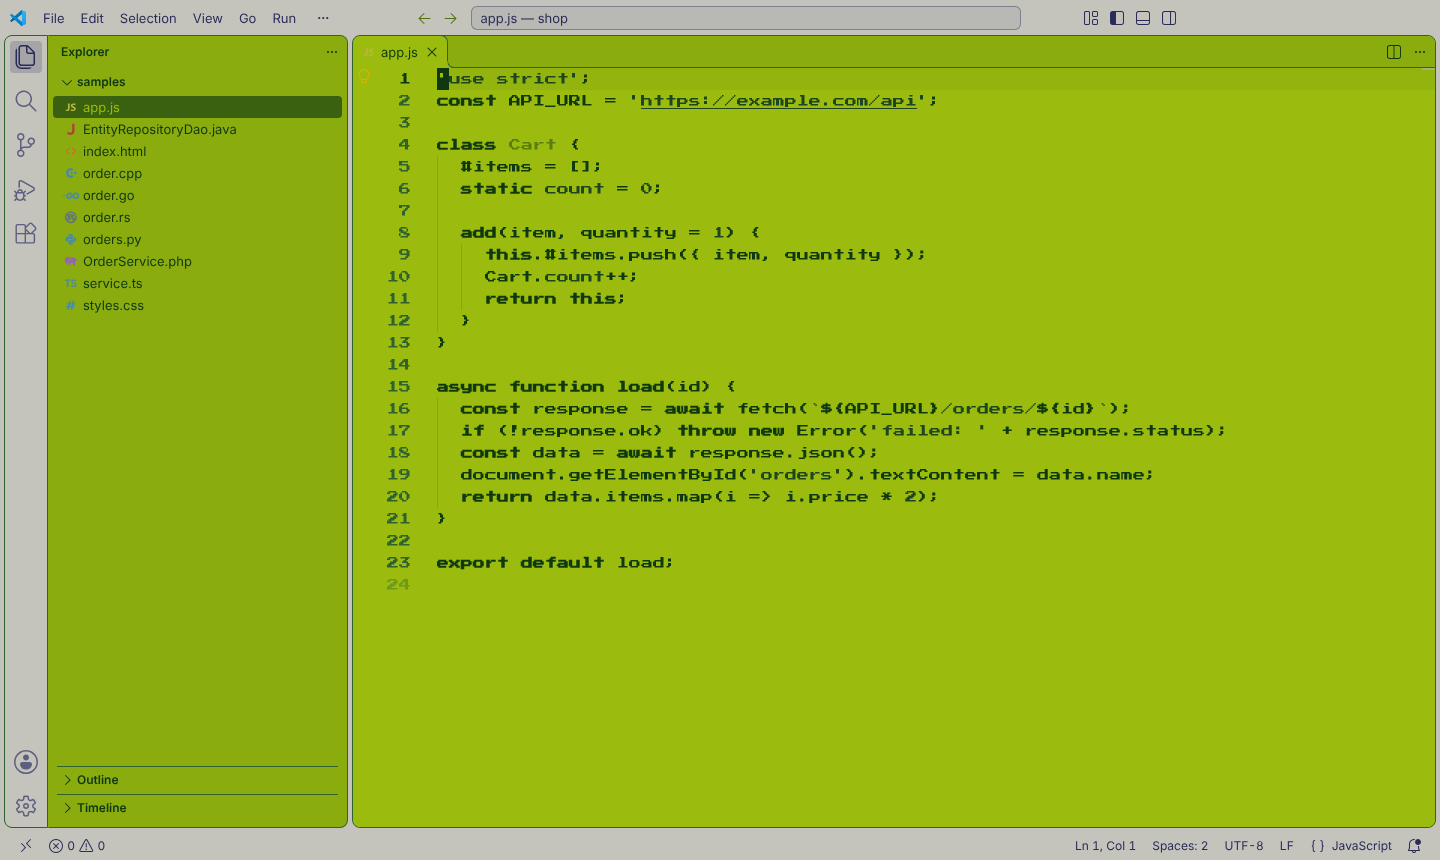 File Edit Selection View Go Run ···
app.js — shop
Explorer
samples
JS app.js
J EntityRepositoryDao.java
<> index.html
order.cpp
GO order.go
order.rs
orders.py
OrderService.php
TS service.ts
# styles.css
Outline
Timeline
JS app.js
1 'use strict';
2 const API_URL = 'https://example.com/api';
3
4 class Cart {
5 #items = [];
6 static count = 0;
7
8 add(item, quantity = 1) {
9 this.#items.push({ item, quantity });
10 Cart.count++;
11 return this;
12 }
13 }
14
15 async function load(id) {
16 const response = await fetch(`${API_URL}/orders/${id}`);
17 if (!response.ok) throw new Error('failed: ' + response.status);
18 const data = await response.json();
19 document.getElementById('orders').textContent = data.name;
20 return data.items.map(i => i.price * 2);
21 }
22
23 export default load;
24
0 0
Ln 1, Col 1 Spaces: 2 UTF-8 LF { } JavaScript